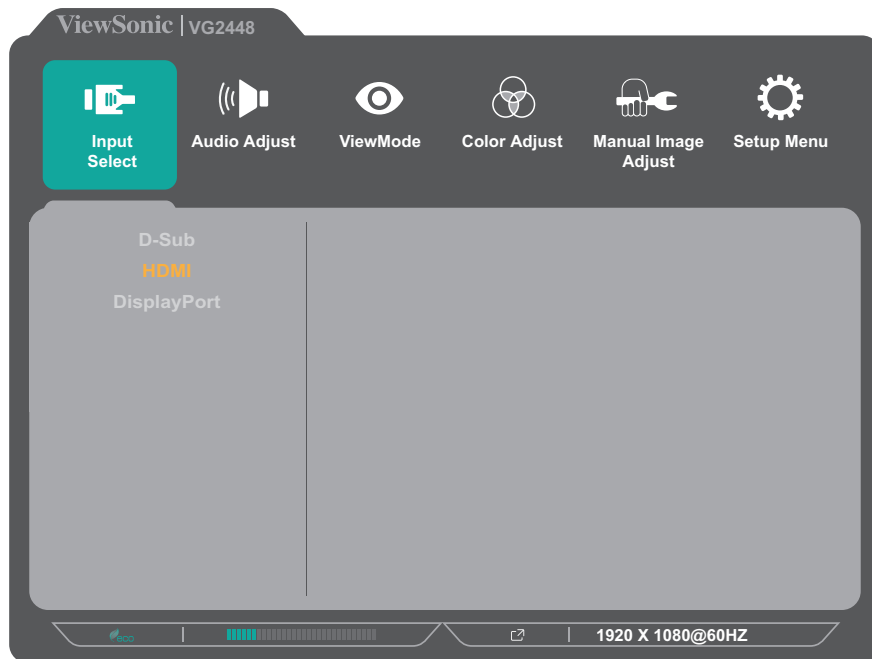 ViewSonic | VG2448
Input
Select
Audio Adjust
ViewMode
Color Adjust
Manual Image
Adjust
Setup Menu
D-Sub
HDMI
DisplayPort
eco
1920 X 1080@60HZ